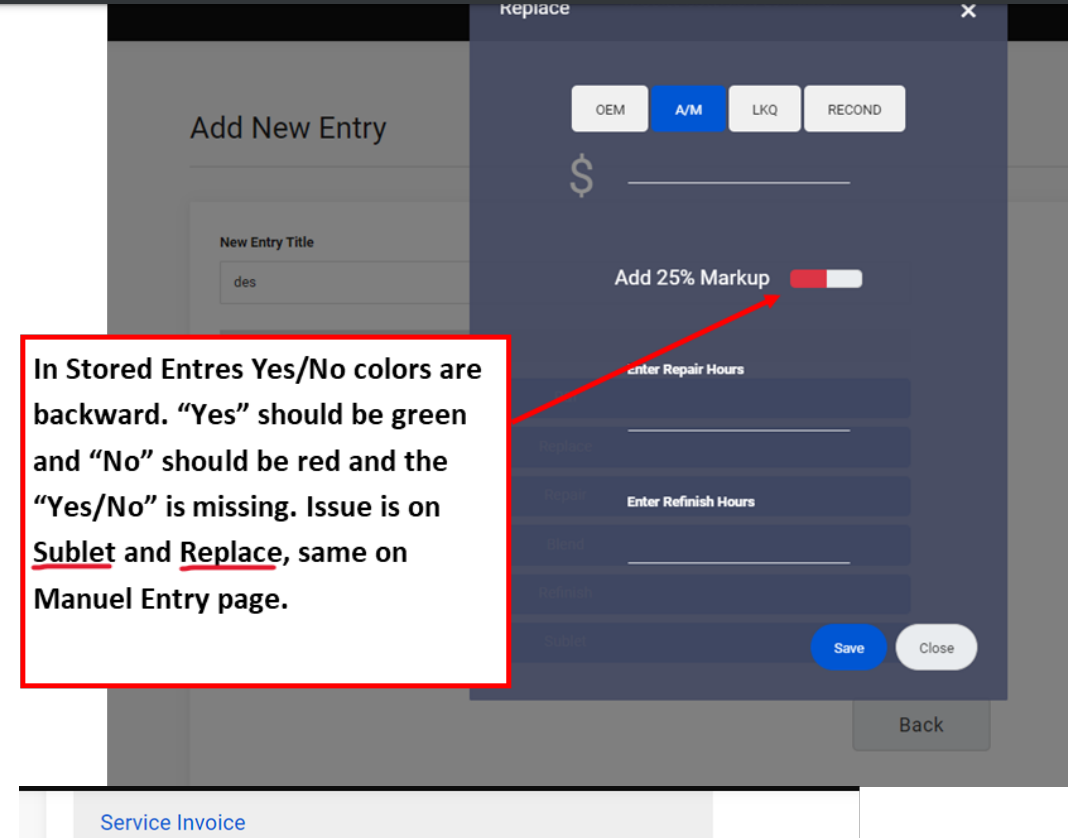 Replace
×
OEM
A/M
LKQ
RECOND
Add New Entry
$
New Entry Title
des
Add 25% Markup
In Stored Entres Yes/No colors are
backward. “Yes” should be green
and “No” should be red and the
“Yes/No” is missing. Issue is on
Sublet and Replace, same on
Manuel Entry page.
Enter Repair Hours
Replace
Repair
Enter Refinish Hours
Blend
Refinish
Sublet
Save
Close
Back
Service Invoice